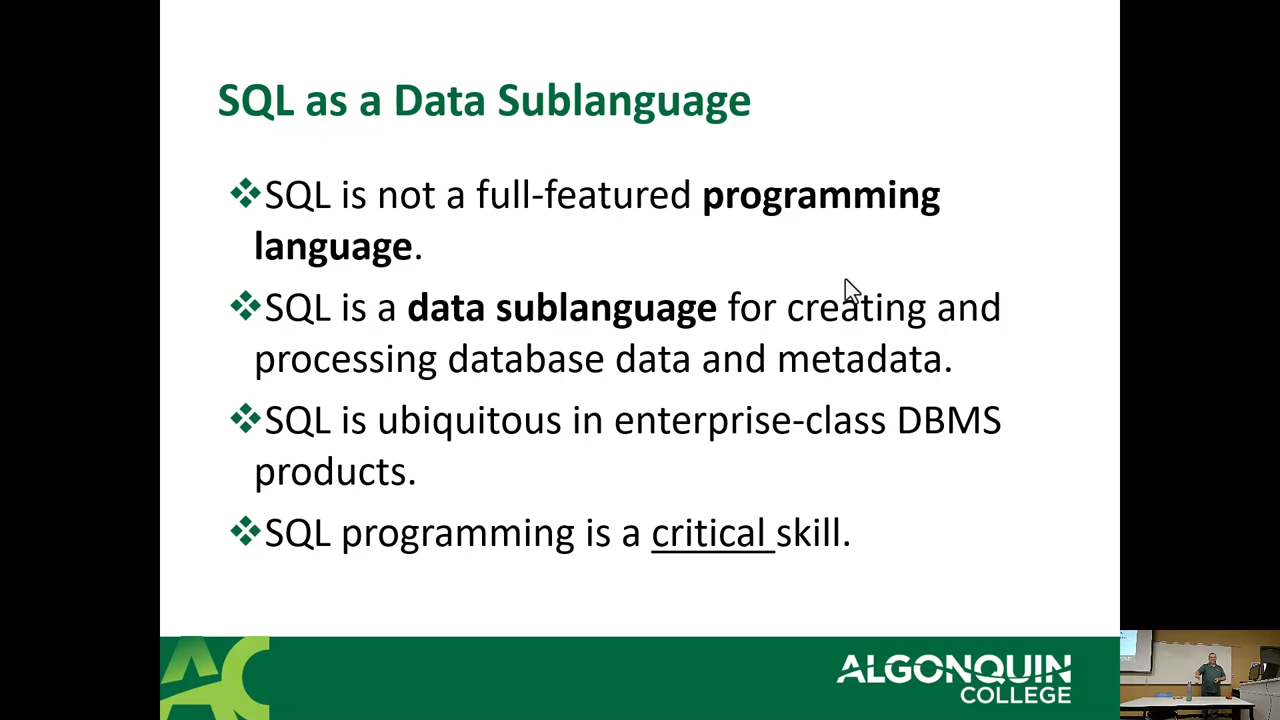 SQL as a Data Sublanguage
❖SQL is not a full-featured programming
language.
❖SQL is a data sublanguage for creating and
processing database data and metadata.
❖SQL is ubiquitous in enterprise-class DBMS
products.
❖SQL programming is a critical skill.
AC
ALGONQUIN
COLLEGE